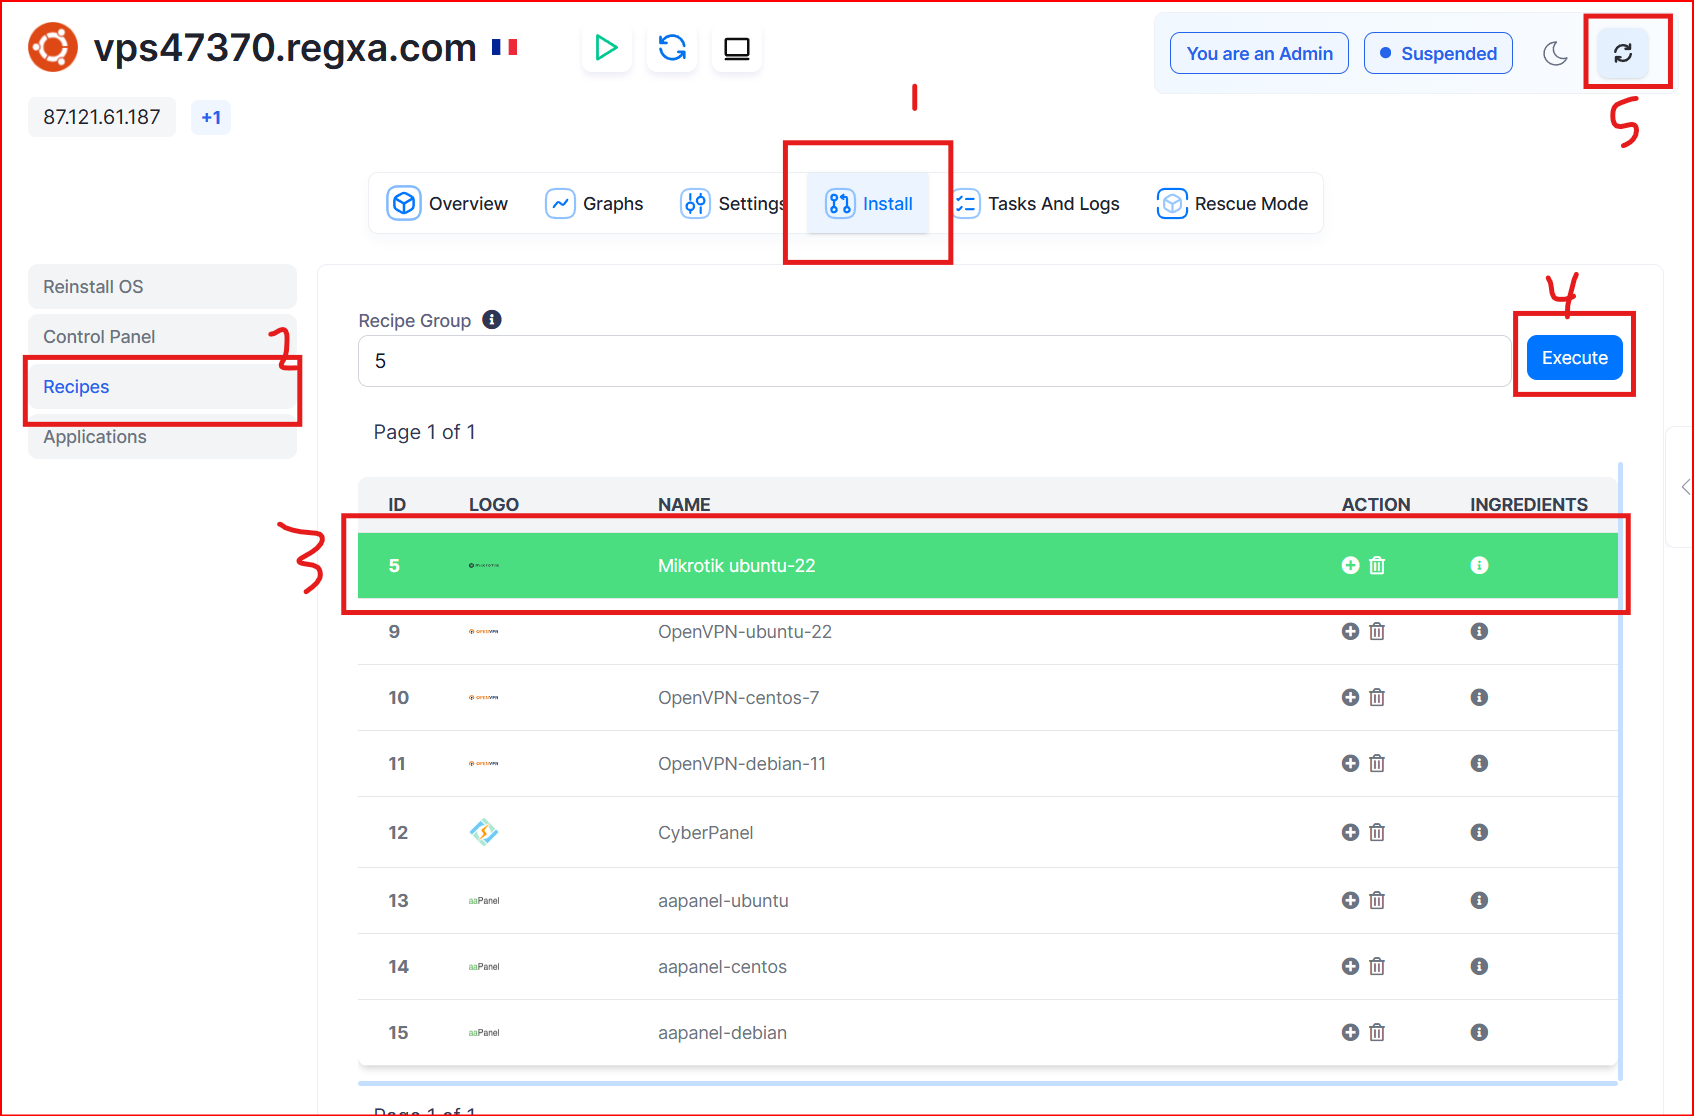 vps47370.regxa.com
You are an Admin
Suspended
5
87.121.61.187
+1
1
Overview
Graphs
Settings
Install
Tasks And Logs
Rescue Mode
Reinstall OS
Control Panel
2
Recipes
Applications
Recipe Group
5
4
Execute
Page 1 of 1
ID LOGO NAME ACTION INGREDIENTS
3
5 MikroTik Mikrotik ubuntu-22
9 OPENVPN OpenVPN-ubuntu-22
10 OPENVPN OpenVPN-centos-7
11 OPENVPN OpenVPN-debian-11
12 CyberPanel
13 aaPanel aapanel-ubuntu
14 aaPanel aapanel-centos
15 aaPanel aapanel-debian
Page 1 of 1